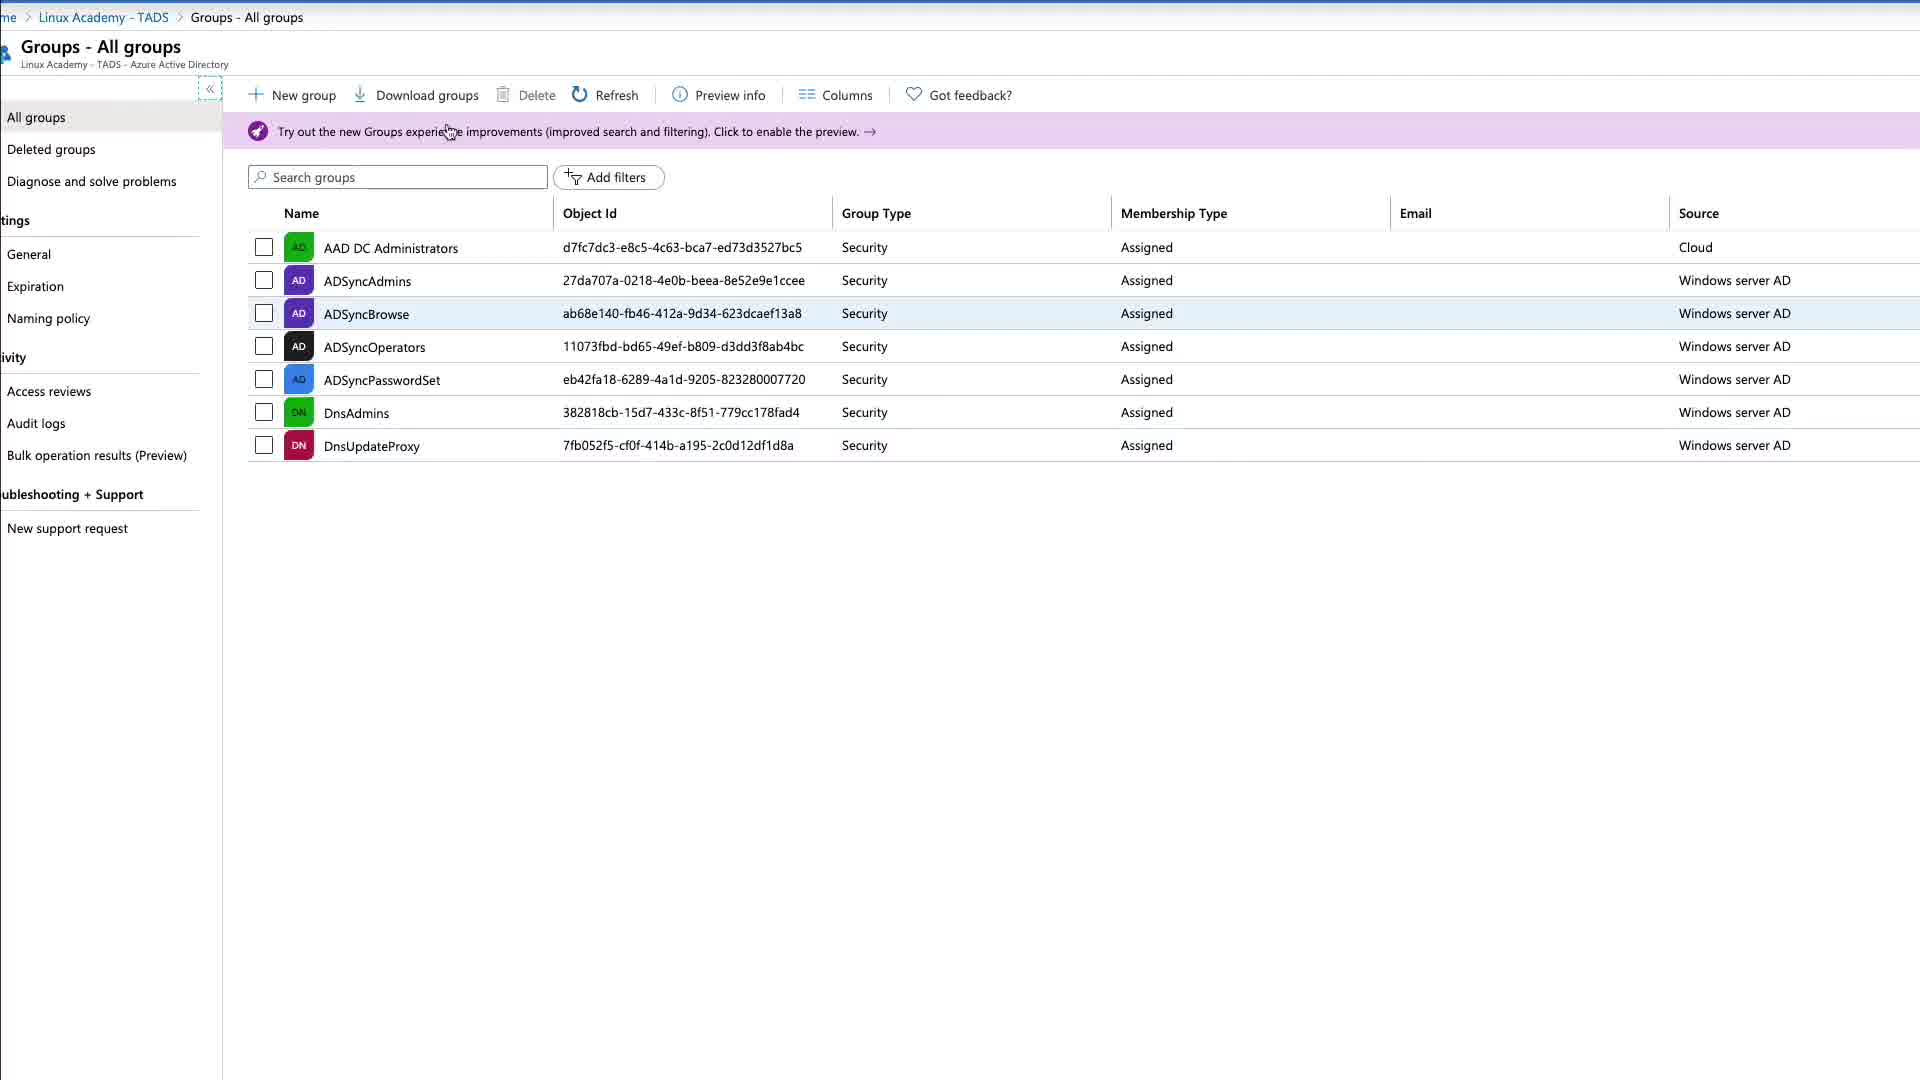 me > Linux Academy - TADS > Groups - All groups
Groups - All groups
Linux Academy - TADS - Azure Active Directory
«
New group Download groups Delete Refresh Preview info Columns Got feedback?
Try out the new Groups experience improvements (improved search and filtering). Click to enable the preview. →
All groups
Deleted groups
Diagnose and solve problems
tings
General
Expiration
Naming policy
ivity
Access reviews
Audit logs
Bulk operation results (Preview)
ubleshooting + Support
New support request
Search groups Add filters
Name Object Id Group Type Membership Type Email Source
AD AAD DC Administrators d7fc7dc3-e8c5-4c63-bca7-ed73d3527bc5 Security Assigned Cloud
AD ADSyncAdmins 27da707a-0218-4e0b-beea-8e52e9e1ccee Security Assigned Windows server AD
AD ADSyncBrowse ab68e140-fb46-412a-9d34-623dcaef13a8 Security Assigned Windows server AD
AD ADSyncOperators 11073fbd-bd65-49ef-b809-d3dd3f8ab4bc Security Assigned Windows server AD
AD ADSyncPasswordSet eb42fa18-6289-4a1d-9205-823280007720 Security Assigned Windows server AD
DN DnsAdmins 382818cb-15d7-433c-8f51-779cc178fad4 Security Assigned Windows server AD
DN DnsUpdateProxy 7fb052f5-cf0f-414b-a195-2c0d12df1d8a Security Assigned Windows server AD